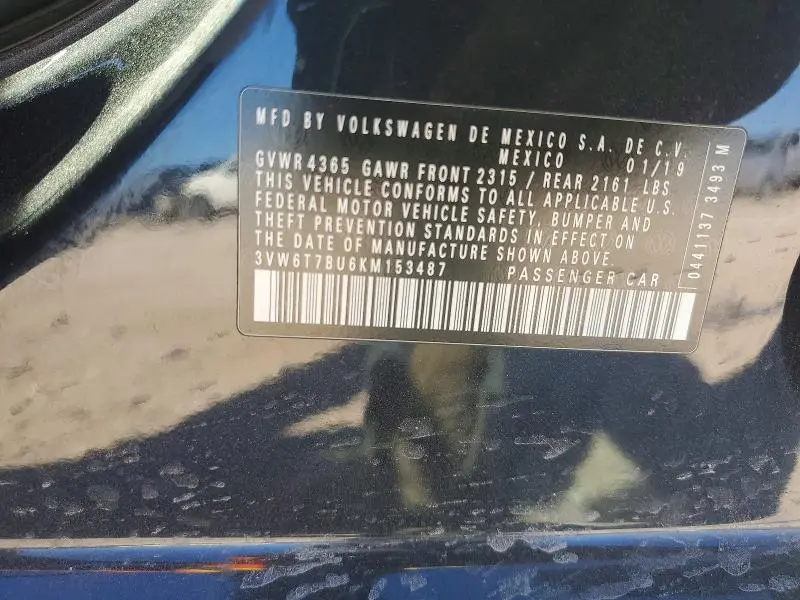 MFD BY VOLKSWAGEN DE MEXICO S.A. DE C.V.
MEXICO 01/19
GVWR 4365 GAWR FRONT 2315 / REAR 2161 LBS
THIS VEHICLE CONFORMS TO ALL APPLICABLE U.S.
FEDERAL MOTOR VEHICLE SAFETY, BUMPER AND
THEFT PREVENTION STANDARDS IN EFFECT ON
THE DATE OF MANUFACTURE SHOWN ABOVE.
3VW6T7BU6KM153487 PASSENGER CAR
0441137 3493 M